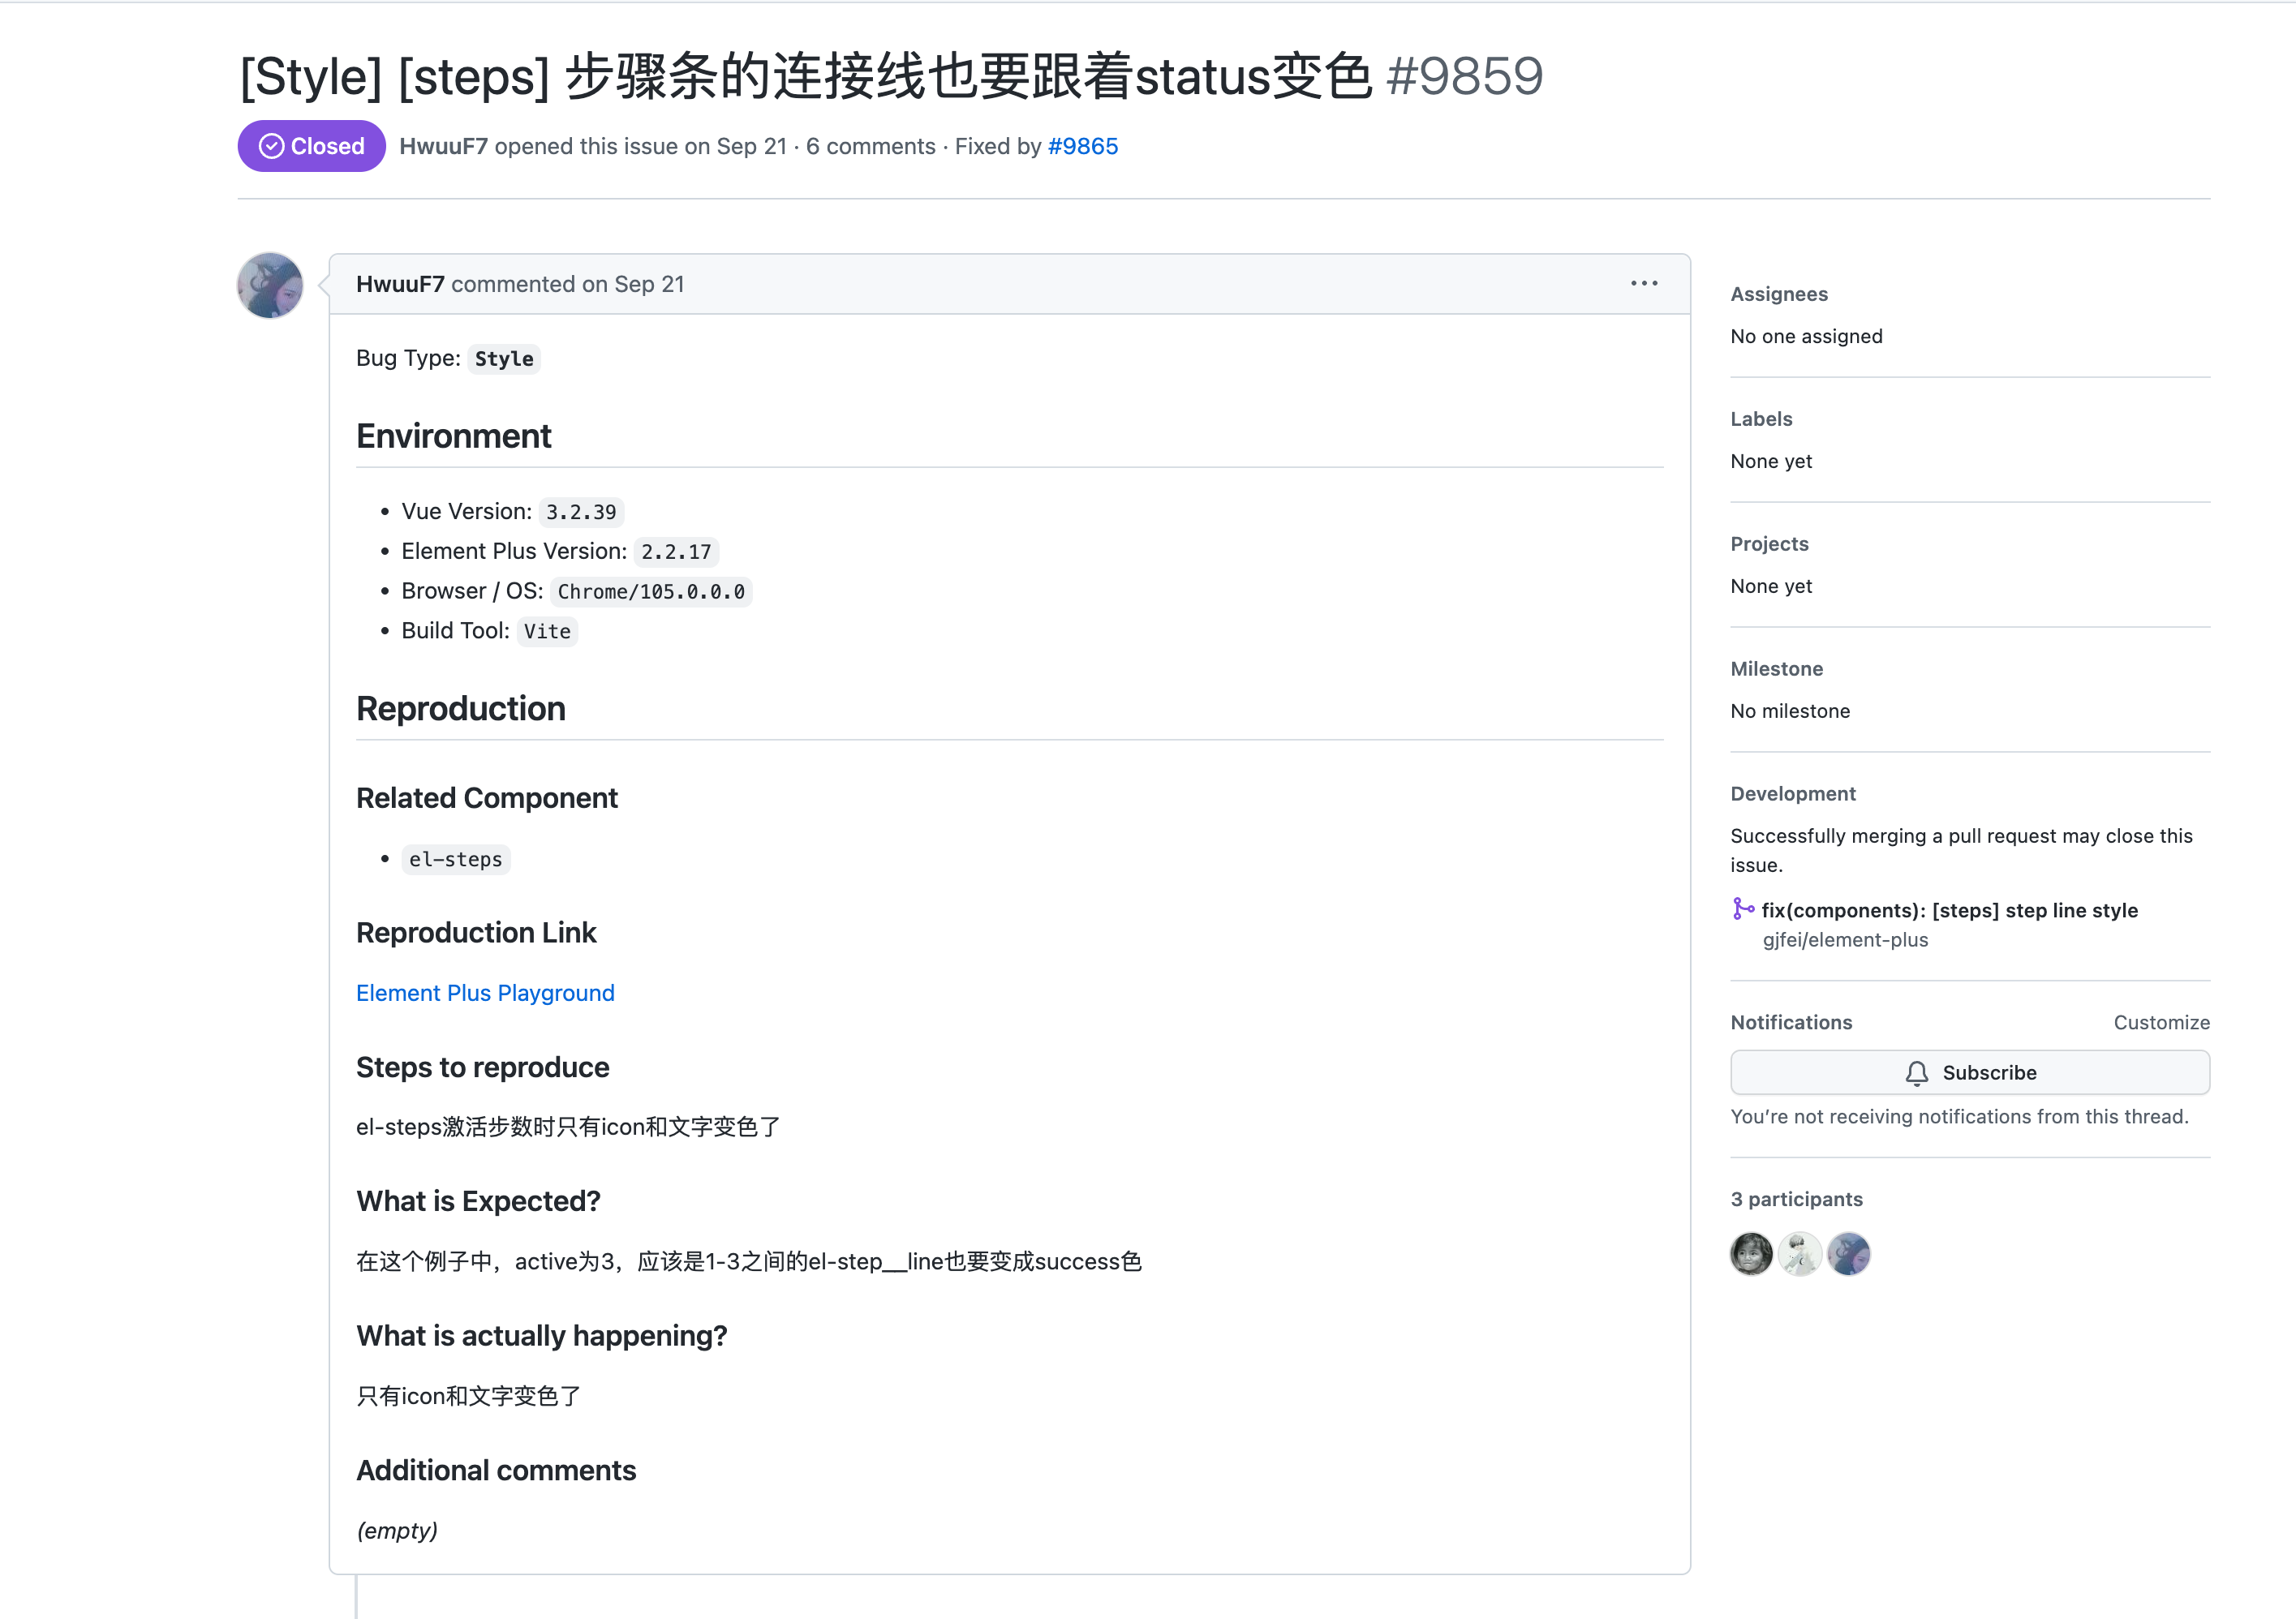 [Style] [steps] 步骤条的连接线也要跟着status变色 #9859
Closed HwuuF7 opened this issue on Sep 21 · 6 comments · Fixed by #9865
HwuuF7 commented on Sep 21
Bug Type: Style
Environment
Vue Version: 3.2.39
Element Plus Version: 2.2.17
Browser / OS: Chrome/105.0.0.0
Build Tool: Vite
Reproduction
Related Component
el-steps
Reproduction Link
Element Plus Playground
Steps to reproduce
el-steps激活步数时只有icon和文字变色了
What is Expected?
在这个例子中，active为3，应该是1-3之间的el-step__line也要变成success色
What is actually happening?
只有icon和文字变色了
Additional comments
(empty)
Assignees
No one assigned
Labels
None yet
Projects
None yet
Milestone
No milestone
Development
Successfully merging a pull request may close this
issue.
fix(components): [steps] step line style
gjfei/element-plus
Notifications Customize
Subscribe
You’re not receiving notifications from this thread.
3 participants